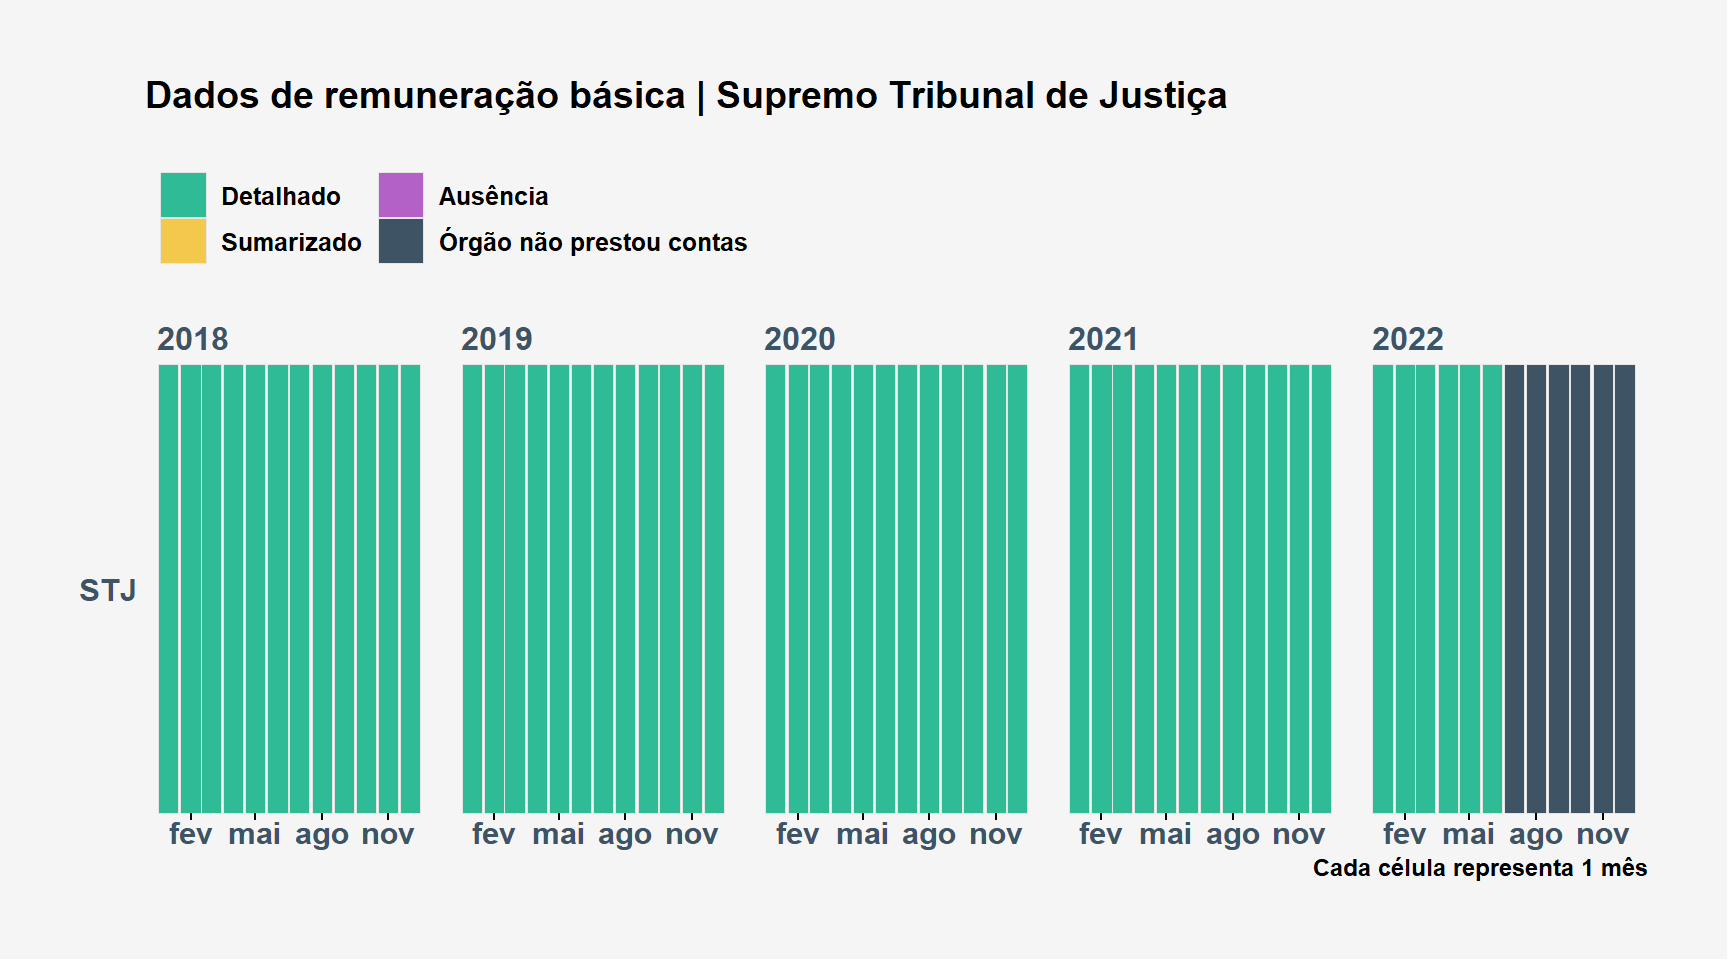 Dados de remuneração básica | Supremo Tribunal de Justiça
Detalhado
Ausência
Sumarizado
Órgão não prestou contas
2018
2019
2020
2021
2022
STJ
fev mai ago nov
fev mai ago nov
fev mai ago nov
fev mai ago nov
fev mai ago nov
Cada célula representa 1 mês